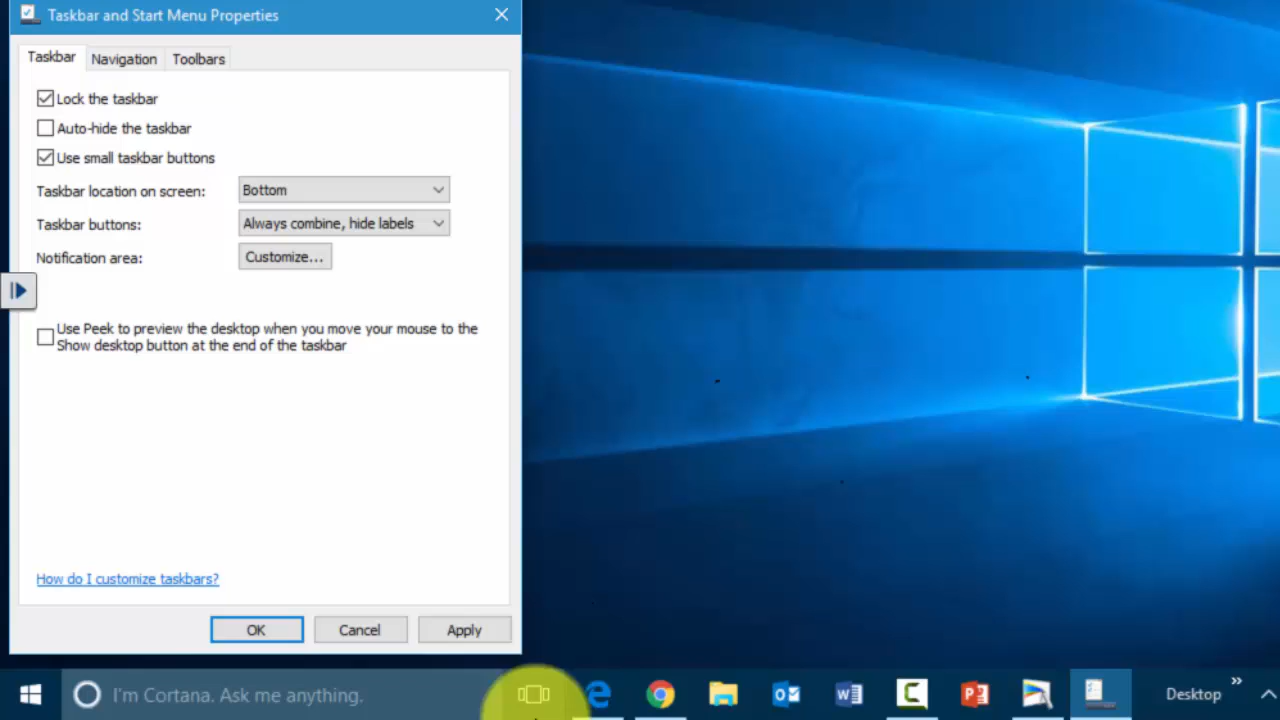 Taskbar and Start Menu Properties
Taskbar
Navigation
Toolbars
Lock the taskbar
Auto-hide the taskbar
Use small taskbar buttons
Taskbar location on screen:
Bottom
Taskbar buttons:
Always combine, hide labels
Notification area:
Customize...
Use Peek to preview the desktop when you move your mouse to the
Show desktop button at the end of the taskbar
How do I customize taskbars?
OK
Cancel
Apply
I'm Cortana. Ask me anything.
Desktop